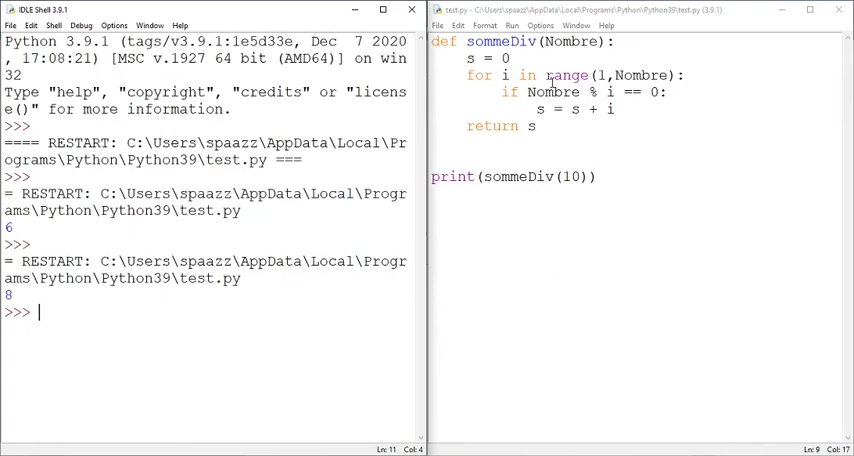 IDLE Shell 3.9.1
File Edit Shell Debug Options Window Help
Python 3.9.1 (tags/v3.9.1:1e5d33e, Dec  7 2020
, 17:08:21) [MSC v.1927 64 bit (AMD64)] on win
32
Type "help", "copyright", "credits" or "licens
e()" for more information.
>>>
==== RESTART: C:\Users\spaazz\AppData\Local\Pr
ograms\Python\Python39\test.py ===
>>>
= RESTART: C:\Users\spaazz\AppData\Local\Progr
ams\Python\Python39\test.py
6
>>>
= RESTART: C:\Users\spaazz\AppData\Local\Progr
ams\Python\Python39\test.py
8
>>>
Ln: 11 Col: 4
test.py - C:\Users\spaazz\AppData\Local\Programs\Python\Python39\test.py (3.9.1)
File Edit Format Run Options Window Help
def sommeDiv(Nombre):
    s = 0
    for i in range(1,Nombre):
        if Nombre % i == 0:
            s = s + i
    return s
print(sommeDiv(10))
Ln: 9 Col: 17